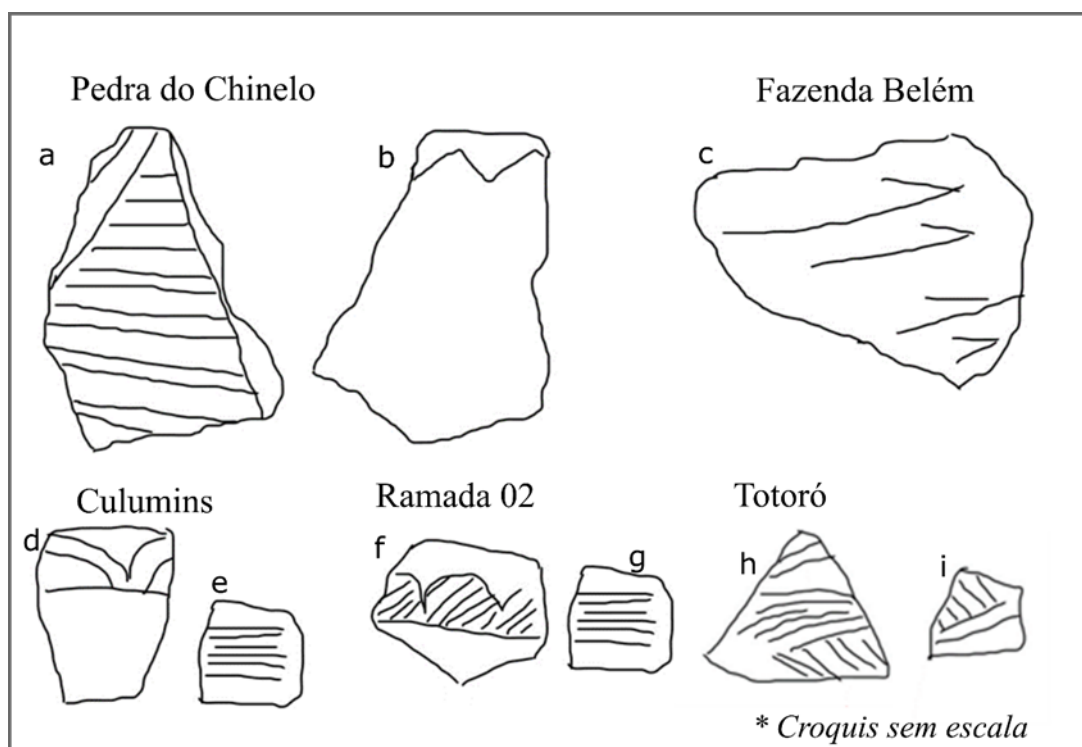 Pedra do Chinelo
Fazenda Belém
a
b
c
Culumins
Ramada 02
Totoró
d
e
f
g
h
i
* Croquis sem escala